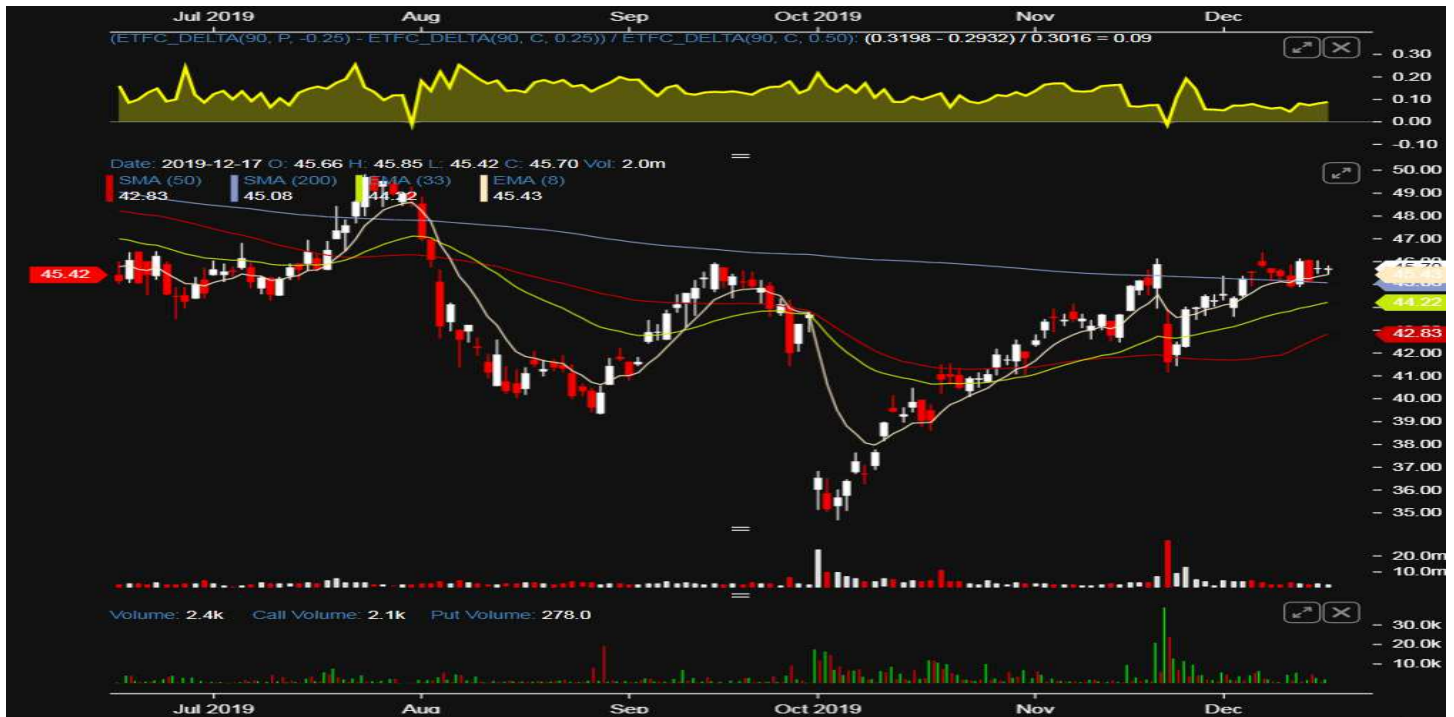 Jul 2019 Aug Sep Oct 2019 Nov Dec
(ETFC_DELTA(90, P, -0.25) - ETFC_DELTA(90, C, 0.25)) / ETFC_DELTA(90, C, 0.50): (0.3198 - 0.2932) / 0.3016 = 0.09
0.30
0.20
0.10
0.00
-0.10
Date: 2019-12-17 O: 45.66 H: 45.85 L: 45.42 C: 45.70 Vol: 2.0m
SMA (50) SMA (200) EMA (33) EMA (8)
42.83 45.08 44.22 45.43
50.00
49.00
48.00
47.00
45.42
45.43
44.22
42.83
42.00
41.00
40.00
39.00
38.00
37.00
36.00
35.00
20.0m
10.0m
Volume: 2.4k Call Volume: 2.1k Put Volume: 278.0
30.0k
20.0k
10.0k
Jul 2019 Aug Sep Oct 2019 Nov Dec